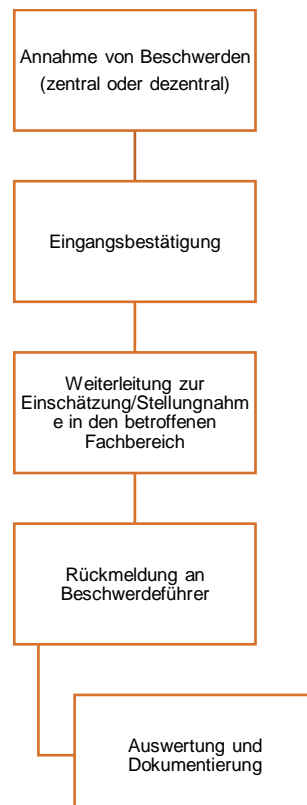 Annahme von Beschwerden
(zentral oder dezentral)
Eingangsbestätigung
Weiterleitung zur
Einschätzung/Stellungnahm
e in den betroffenen
Fachbereich
Rückmeldung an
Beschwerdeführer
Auswertung und
Dokumentierung